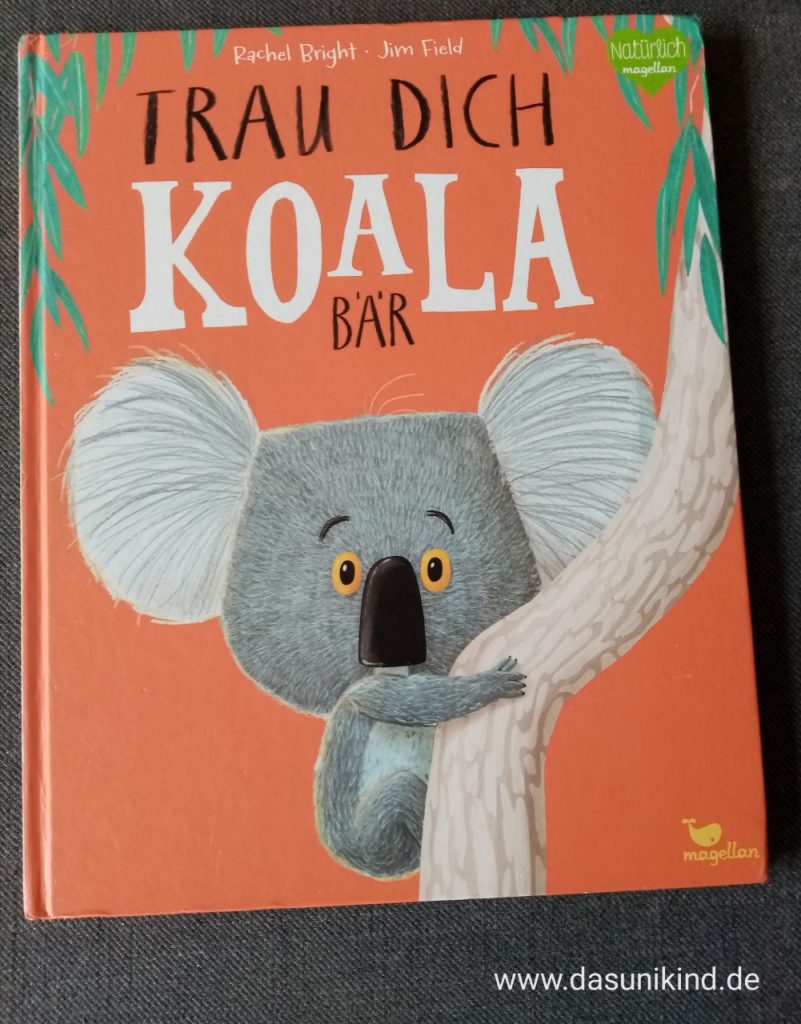 Rachel Bright · Jim Field
Natürlich
magellan
TRAU DICH
KOALA
BÄR
magellan
www.dasunikind.de